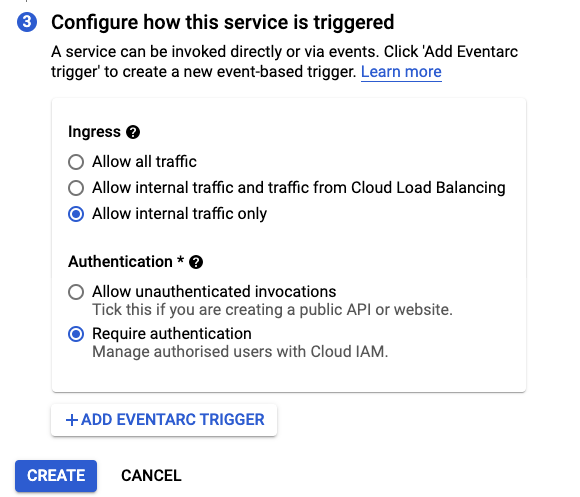 3 Configure how this service is triggered
A service can be invoked directly or via events. Click 'Add Eventarc
trigger' to create a new event-based trigger. Learn more
Ingress ?
Allow all traffic
Allow internal traffic and traffic from Cloud Load Balancing
Allow internal traffic only
Authentication * ?
Allow unauthenticated invocations
Tick this if you are creating a public API or website.
Require authentication
Manage authorised users with Cloud IAM.
+ ADD EVENTARC TRIGGER
CREATE CANCEL